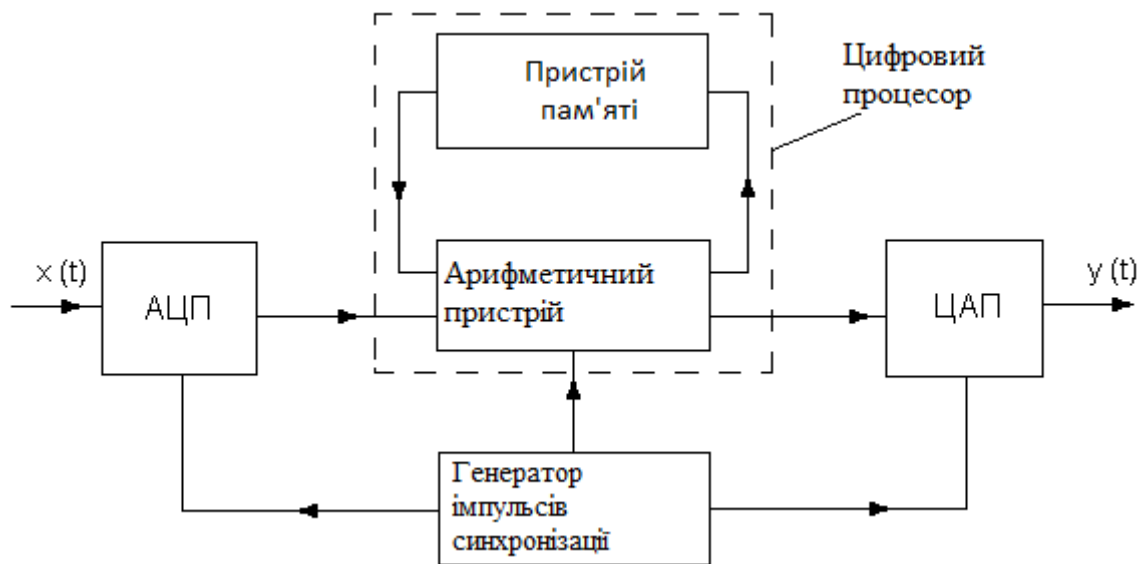 Пристрій
пам'яті
Цифровий
процесор
x (t)
АЦП
Арифметичний
пристрій
ЦАП
y (t)
Генератор
імпульсів
синхронізації